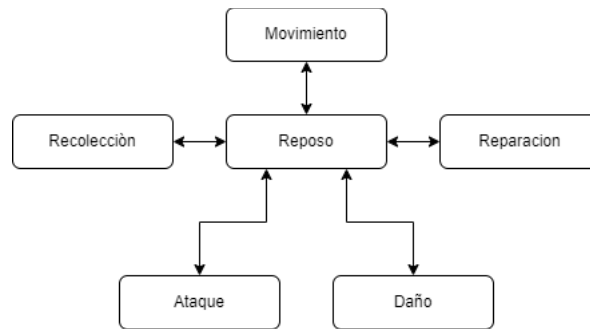 Movimiento
Recolecciòn
Reposo
Reparacion
Ataque
Daño